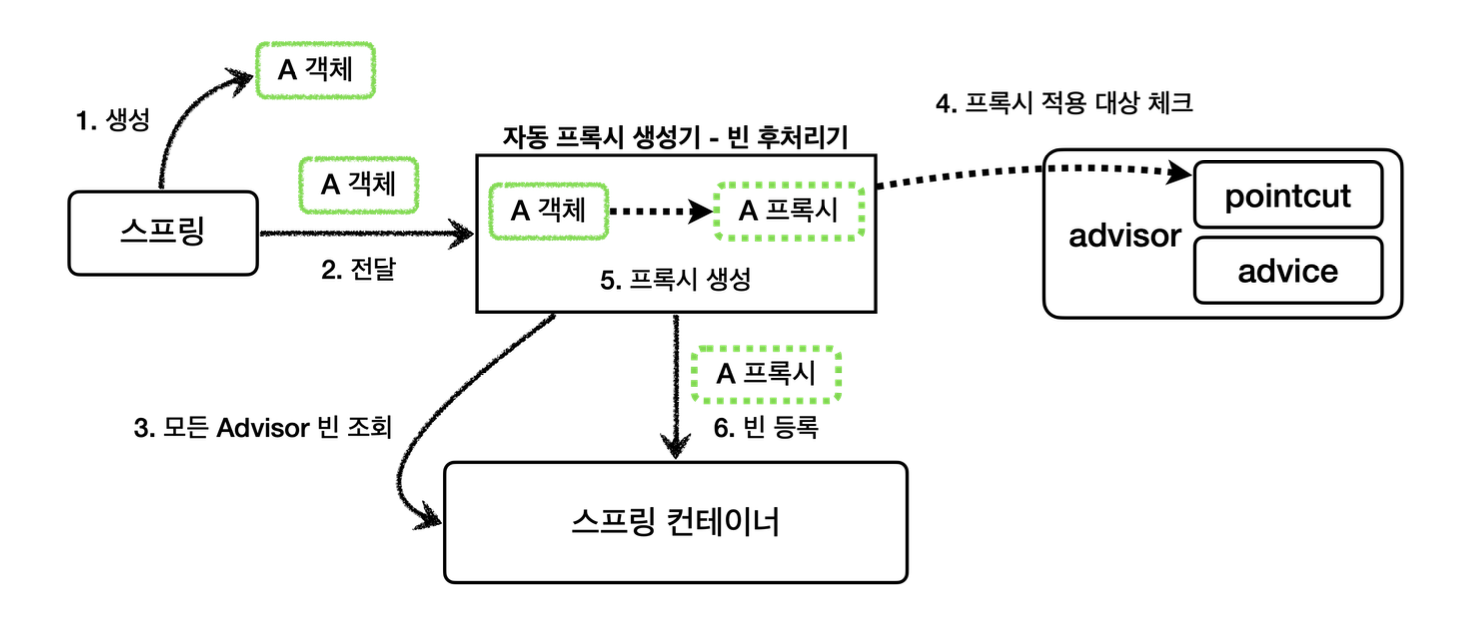 A 객체
1. 생성
4. 프록시 적용 대상 체크
자동 프록시 생성기 - 빈 후처리기
A 객체
스프링
2. 전달
A 객체
A 프록시
5. 프록시 생성
pointcut
advisor
advice
A 프록시
3. 모든 Advisor 빈 조회
6. 빈 등록
스프링 컨테이너